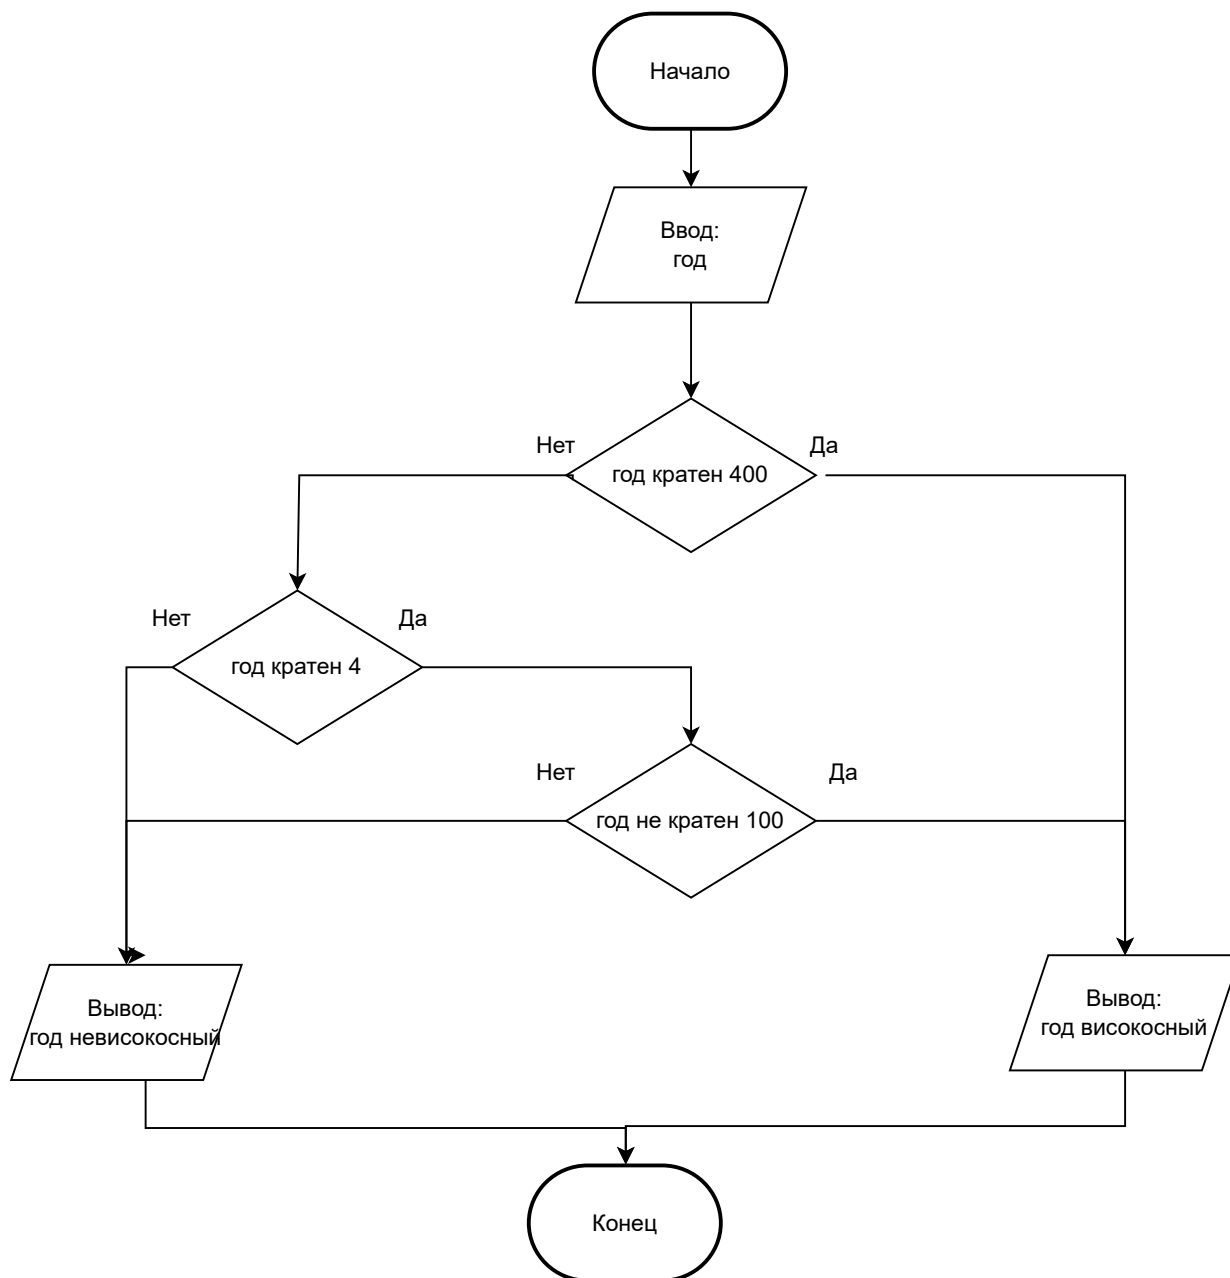 Начало
Ввод:
год
Нет
Да
год кратен 400
Нет
Да
год кратен 4
Нет
Да
год не кратен 100
Вывод:
год невисокосный
Вывод:
год високосный
Конец